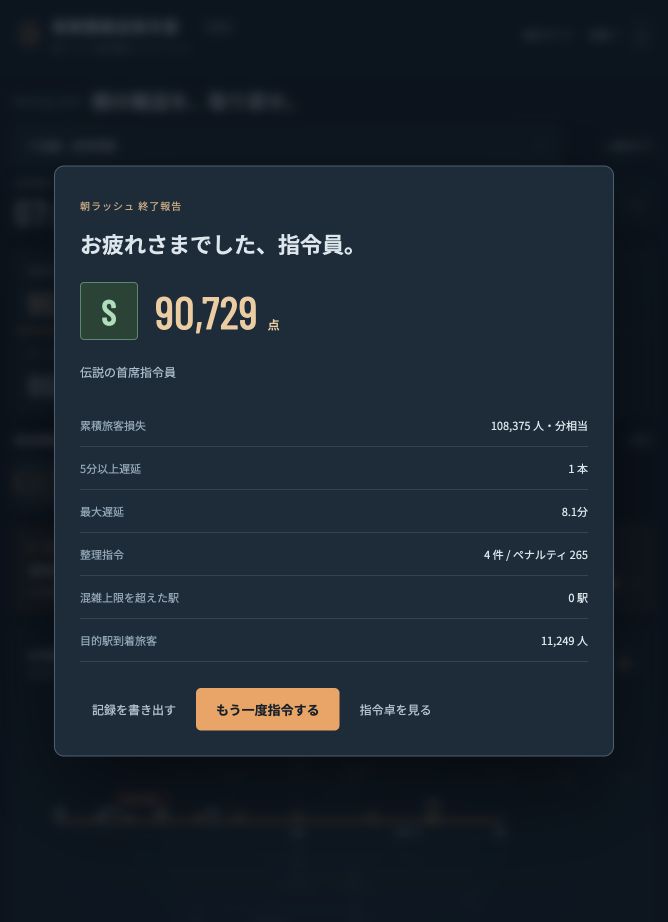 朝ラッシュ 終了報告
お疲れさまでした、指令員。
S
90,729 点
伝説の首席指令員
累積旅客損失 108,375 人・分相当
5分以上遅延 1 本
最大遅延 8.1分
整理指令 4 件 / ペナルティ 265
混雑上限を超えた駅 0 駅
目的駅到着旅客 11,249 人
記録を書き出す もう一度指令する 指令卓を見る